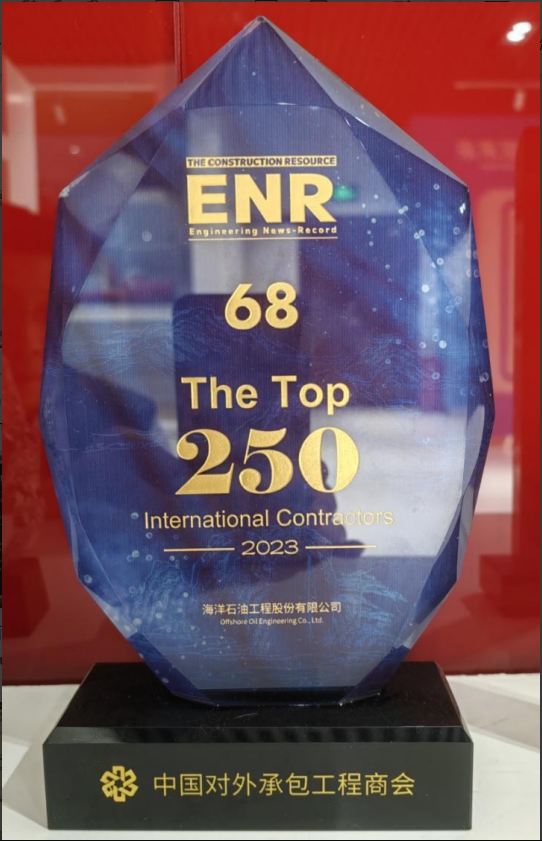 THE CONSTRUCTION RESOURCE
ENR
Engineering News-Record
68
The Top
250
International Contractors
2023
海洋石油工程股份有限公司
Offshore Oil Engineering Co., Ltd.
中国对外承包工程商会